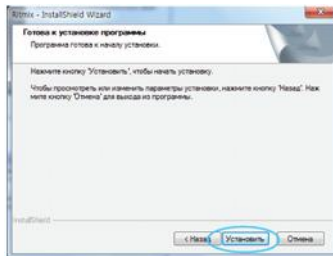 Ritmix - InstallShield Wizard
Готова к установке программы
Программа готова к началу установки.
Нажмите кнопку "Установить", чтобы начать установку.
Чтобы просмотреть или изменить параметры установки, нажмите кнопку "Назад". Наж
мите кнопку "Отмена" для выхода из программы.
InstallShield
< Назад Установить Отмена